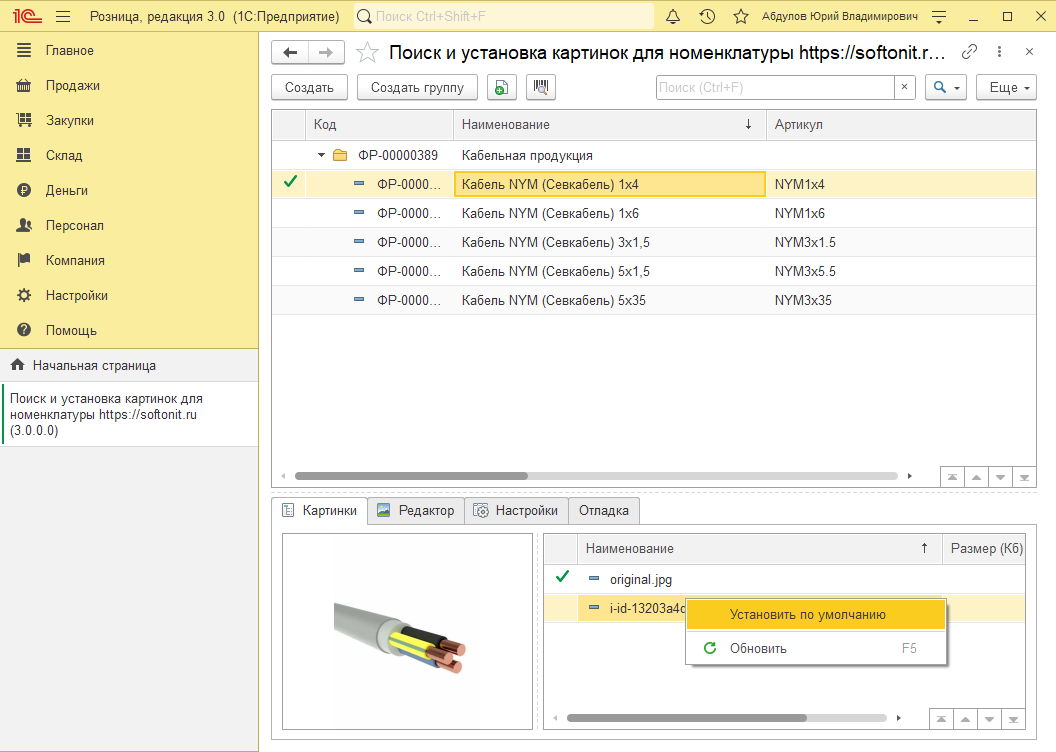 1С Розница, редакция 3.0 (1С:Предприятие) Поиск Ctrl+Shift+F Абдулов Юрий Владимирович
Главное
Продажи
Закупки
Склад
Деньги
Персонал
Компания
Настройки
Помощь
Начальная страница
Поиск и установка картинок для
номенклатуры https://softonit.ru
(3.0.0.0)
Поиск и установка картинок для номенклатуры https://softonit.r...
Создать Создать группу Поиск (Ctrl+F) × Еще
Код Наименование ↓ Артикул
ФР-00000389 Кабельная продукция
ФР-0000... Кабель NYM (Севкабель) 1x4 NYM1x4
ФР-0000... Кабель NYM (Севкабель) 1x6 NYM1x6
ФР-0000... Кабель NYM (Севкабель) 3x1,5 NYM3x1.5
ФР-0000... Кабель NYM (Севкабель) 5x1,5 NYM3x5.5
ФР-0000... Кабель NYM (Севкабель) 5x35 NYM3x35
Картинки Редактор Настройки Отладка
Наименование ↑ Размер (Кб)
original.jpg
i-id-13203a4c
Установить по умолчанию
Обновить F5